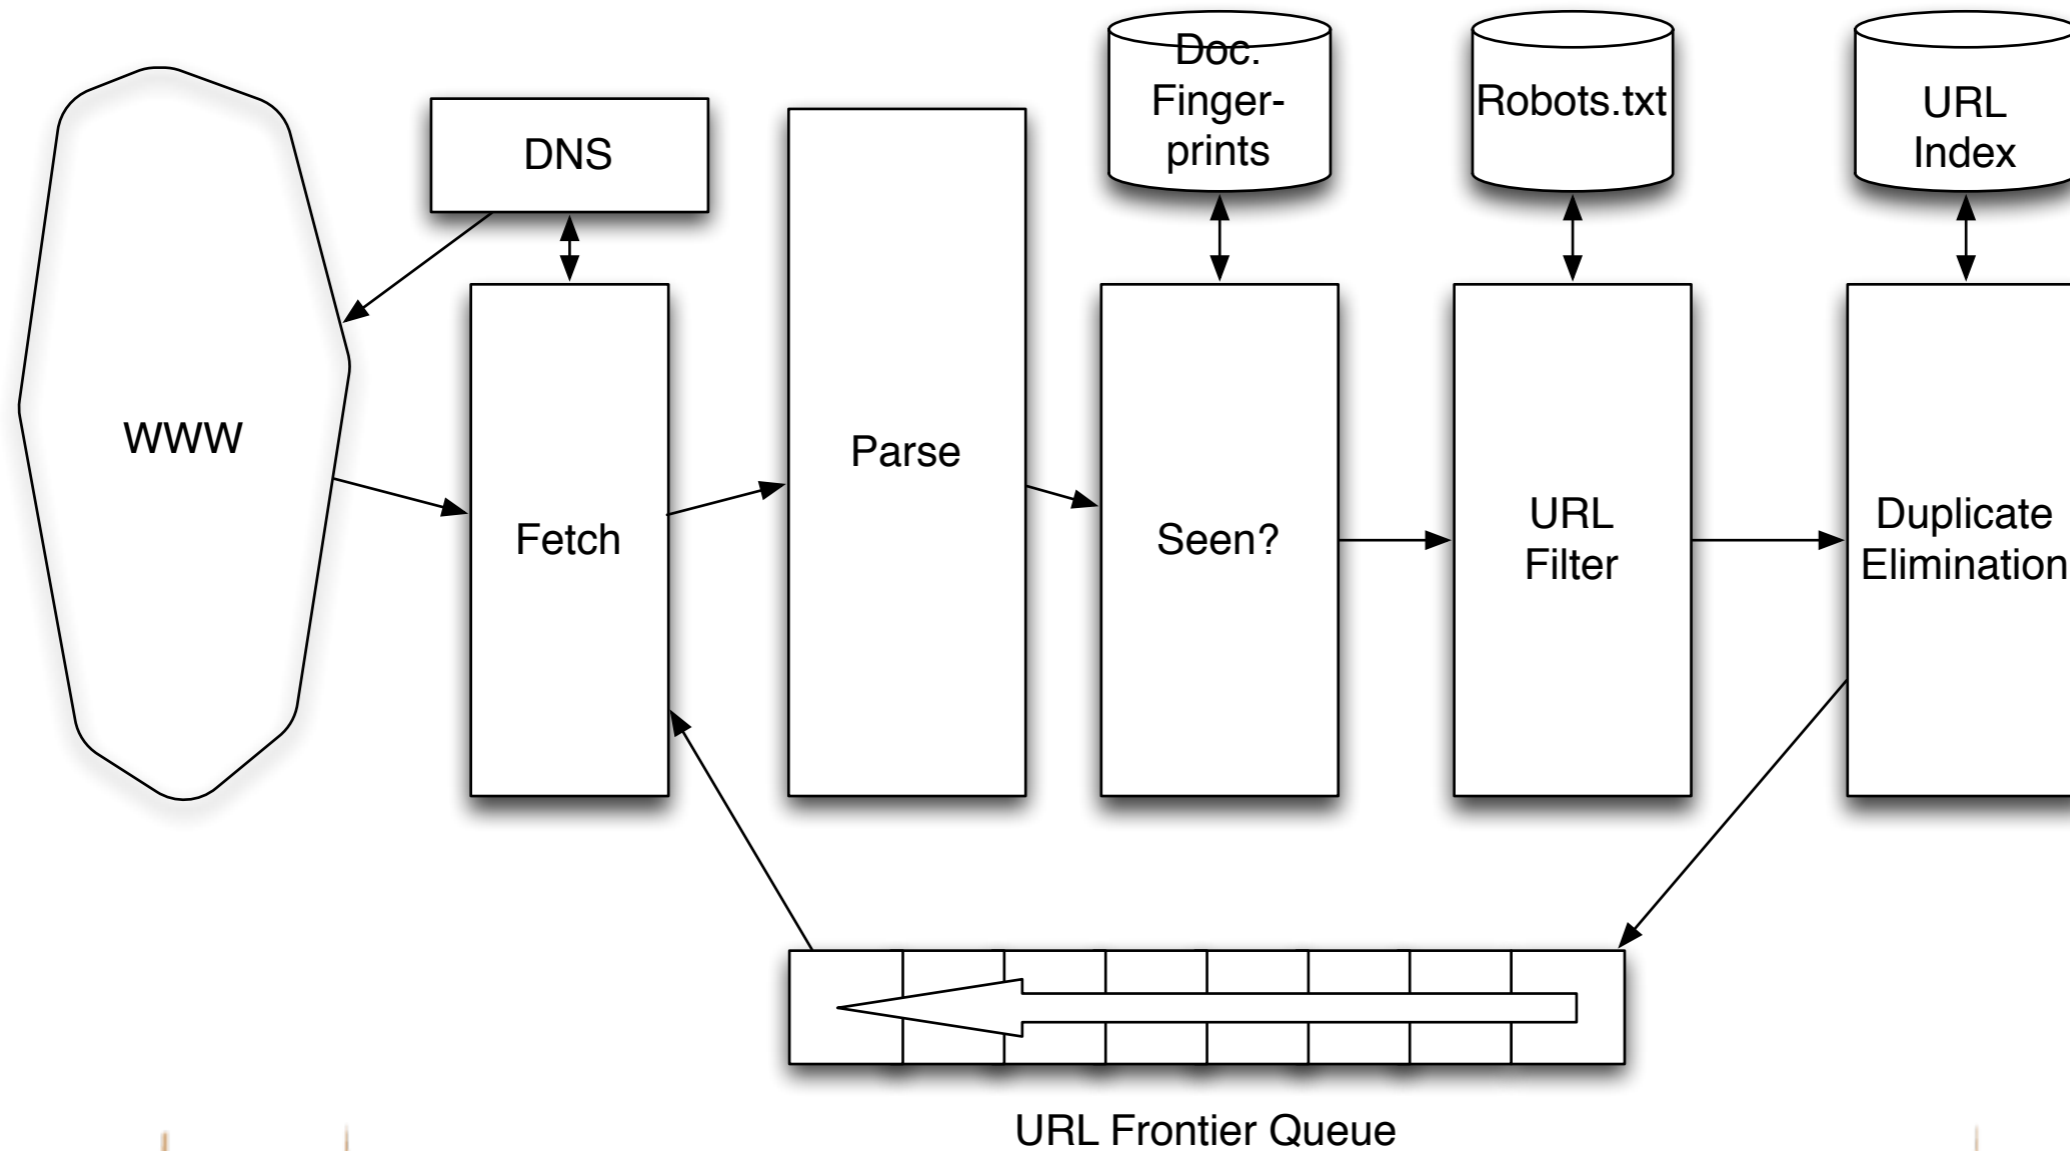 Doc.
Finger-
prints
Robots.txt
URL
Index
DNS
WWW
Fetch
Parse
Seen?
URL
Filter
Duplicate
Elimination
URL Frontier Queue